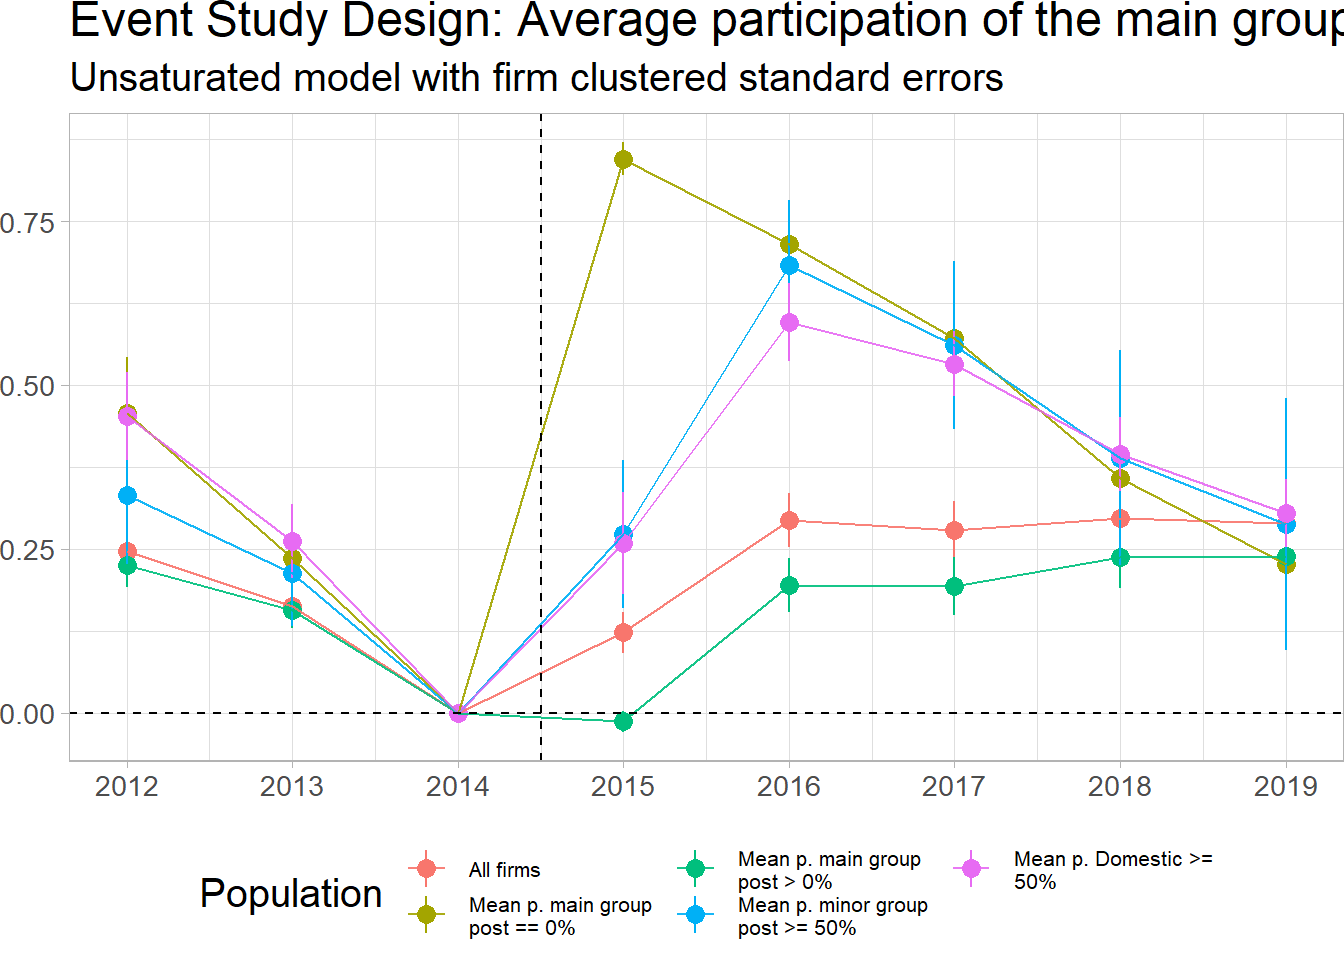 Event Study Design: Average participation of the main group
Unsaturated model with firm clustered standard errors
0.75
0.50
0.25
0.00
2012 2013 2014 2015 2016 2017 2018 2019
Population
All firms
Mean p. main group
post == 0%
Mean p. main group
post > 0%
Mean p. minor group
post >= 50%
Mean p. Domestic >=
50%